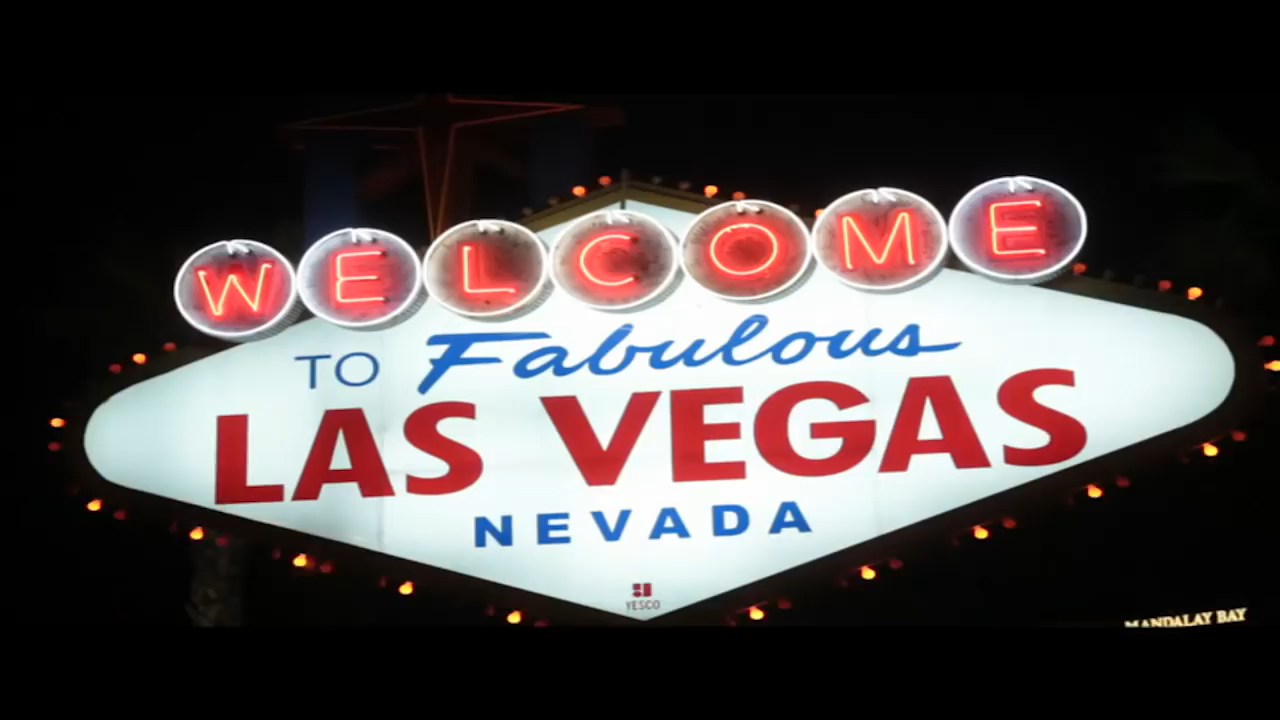 WELCOME
TO Fabulous
LAS VEGAS
NEVADA
YESCO
MANDALAY BAY